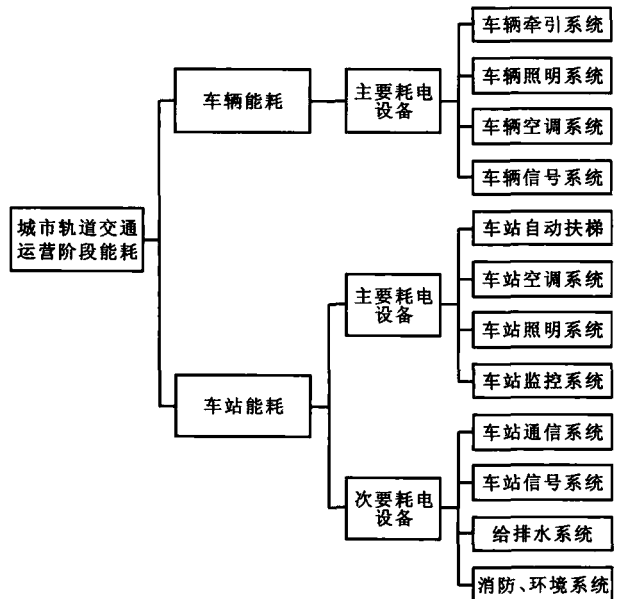 城市轨道交通
运营阶段能耗
车辆能耗
主要耗电
设备
车辆牵引系统
车辆照明系统
车辆空调系统
车辆信号系统
车站能耗
主要耗电
设备
车站自动扶梯
车站空调系统
车站照明系统
车站监控系统
次要耗电
设备
车站通信系统
车站信号系统
给排水系统
消防、环境系统